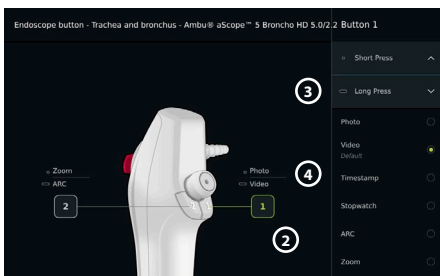 Endoscope button - Trachea and bronchus - Ambu® aScope™ 5 Broncho HD 5.0/2.2
Button 1
Short Press
3
Long Press
Photo
Video
Default
Zoom
ARC
Photo
Video
4
Timestamp
2
1
1
2
Stopwatch
ARC
Zoom